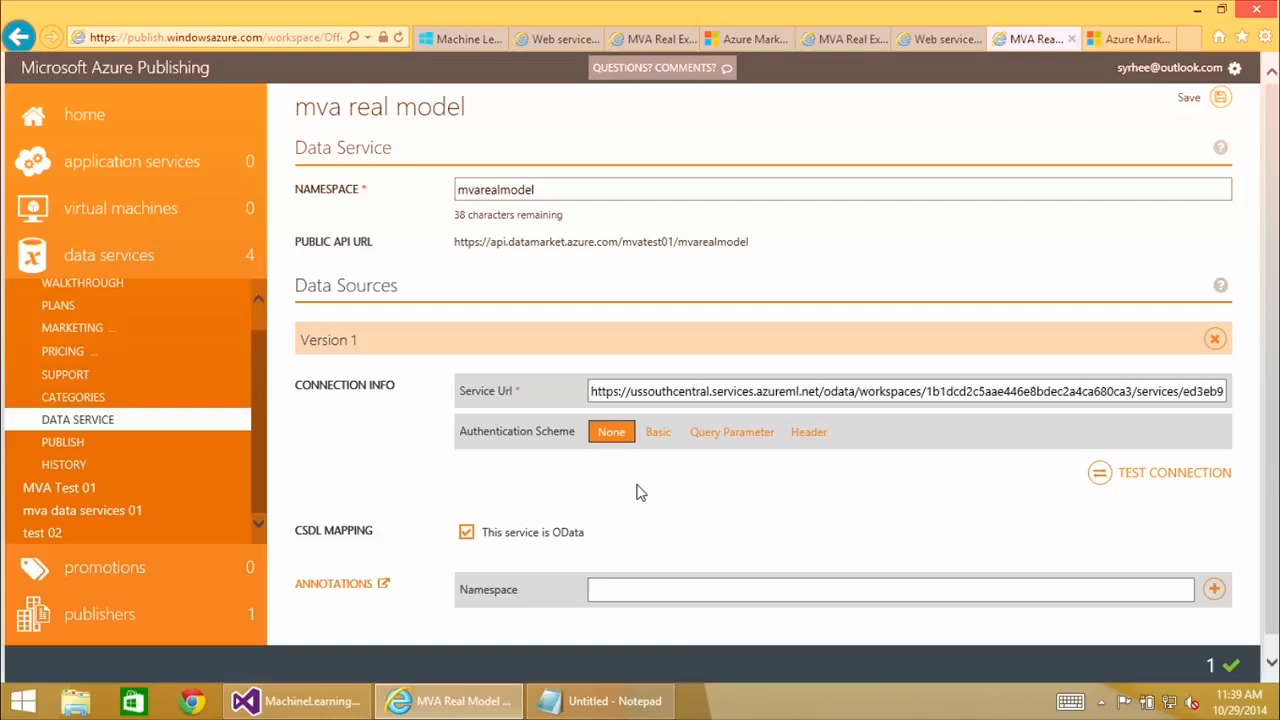 https://publish.windowsazure.com/workspace/Off
Machine Le...
Web service...
MVA Real Ex...
Azure Mark...
MVA Real Ex...
Web service...
MVA Rea...
Azure Mark...
Microsoft Azure Publishing
QUESTIONS? COMMENTS?
syrhee@outlook.com
home
application services 0
virtual machines 0
data services 4
WALKTHROUGH
PLANS
MARKETING ...
PRICING ...
SUPPORT
CATEGORIES
DATA SERVICE
PUBLISH
HISTORY
MVA Test 01
mva data services 01
test 02
promotions 0
publishers 1
mva real model
Save
Data Service
?
NAMESPACE *
mvarealmodel
38 characters remaining
PUBLIC API URL
https://api.datamarket.azure.com/mvatest01/mvarealmodel
Data Sources
?
Version 1
CONNECTION INFO
Service Url *
https://ussouthcentral.services.azureml.net/odata/workspaces/1b1dcd2c5aae446e8bdec2a4ca680ca3/services/ed3eb9
Authentication Scheme
None
Basic
Query Parameter
Header
TEST CONNECTION
CSDL MAPPING
This service is OData
ANNOTATIONS
Namespace
1
MachineLearning...
MVA Real Model ...
Untitled - Notepad
11:39 AM
10/29/2014